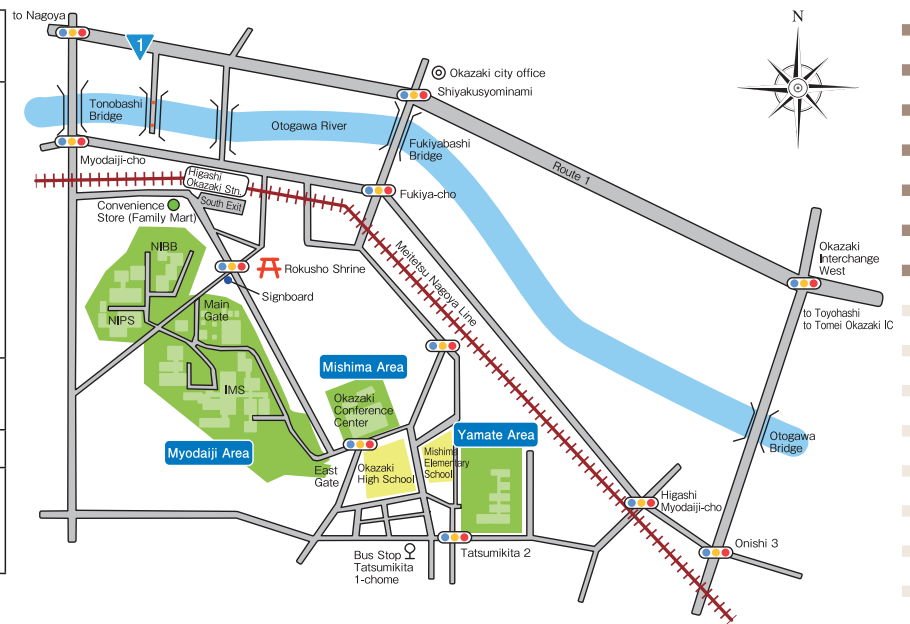 to Nagoya
N
1
Okazaki city office
Shiyakusyominami
Tonobashi
Bridge
Otogawa River
Fukiyabashi
Bridge
Myodaiji-cho
Route 1
Higashi
Okazaki Stn.
South Exit
Fukiya-cho
Convenience
Store (Family Mart)
NIBB
Rokusho Shrine
Signboard
Meitetsu Nagoya Line
Okazaki
Interchange
West
to Toyohashi
to Tomei Okazaki IC
Main
Gate
NIPS
IMS
Mishima Area
Okazaki
Conference
Center
Myodaiji Area
Yamate Area
Otogawa
Bridge
East
Gate
Okazaki
High School
Mishima
Elementary
School
Higashi
Myodaiji-cho
Onishi 3
Bus Stop
Tatsumikita
1-chome
Tatsumikita 2